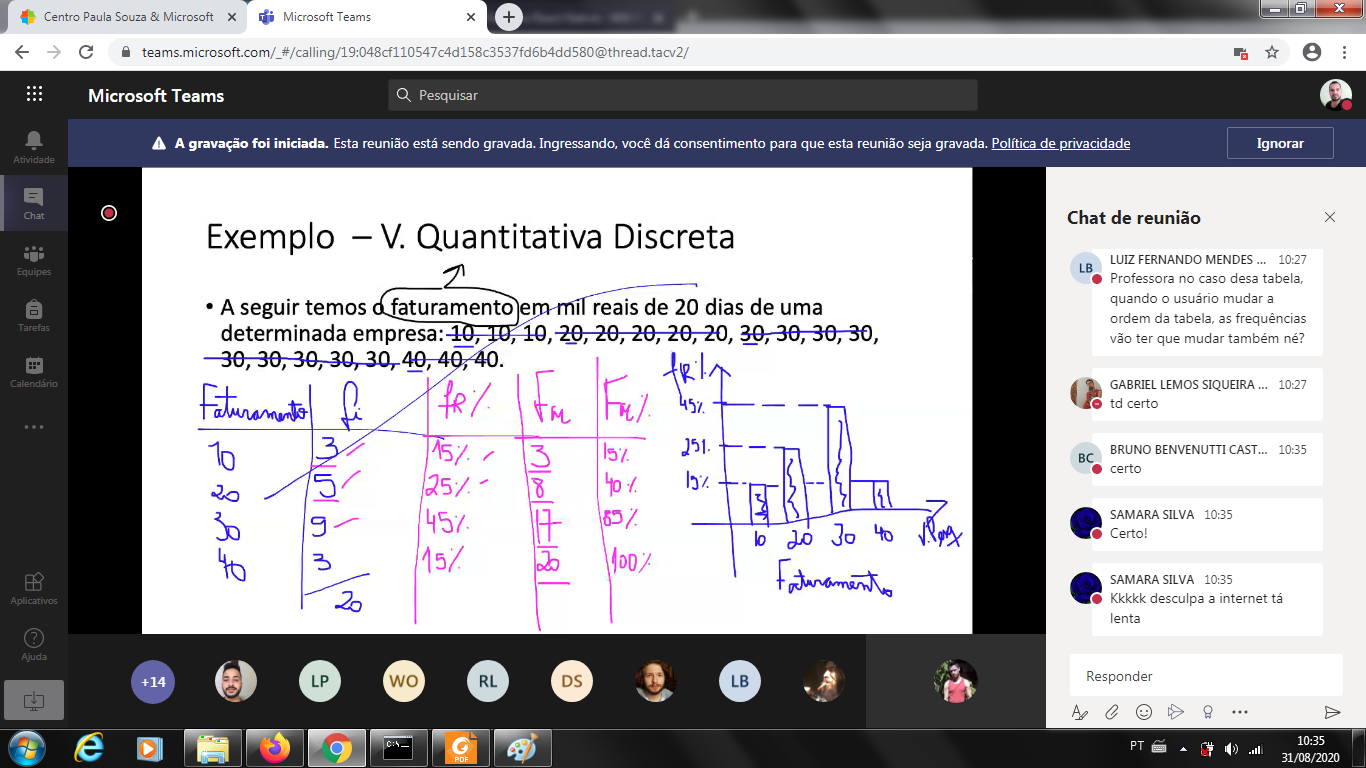 Centro Paula Souza & Microsoft
Microsoft Teams
teams.microsoft.com/_#/calling/19:048cf110547c4d158c3537fd6b4dd580@thread.tacv2/
Microsoft Teams
Pesquisar
A gravação foi iniciada. Esta reunião está sendo gravada. Ingressando, você dá consentimento para que esta reunião seja gravada. Política de privacidade
Ignorar
Atividade
Chat
Equipes
Tarefas
Calendário
Aplicativos
Ajuda
Exemplo – V. Quantitativa Discreta
• A seguir temos o faturamento em mil reais de 20 dias de uma
determinada empresa: 10, 10, 10, 20, 20, 20, 20, 20, 30, 30, 30, 30,
30, 30, 30, 30, 30, 40, 40, 40.
Faturamento fi fR% FM FM%
10 3 15% 3 15%
20 5 25% 8 40%
30 9 45% 17 85%
40 3 15% 20 100%
20
fR%
45%
25%
15%
10 20 30 40
Faturamento
Chat de reunião
LB
LUIZ FERNANDO MENDES ... 10:27
Professora no caso desa tabela,
quando o usuário mudar a
ordem da tabela, as frequências
vão ter que mudar também né?
GABRIEL LEMOS SIQUEIRA ... 10:27
td certo
BC
BRUNO BENVENUTTI CAST... 10:35
certo
SAMARA SILVA 10:35
Certo!
SAMARA SILVA 10:35
Kkkkk desculpa a internet tá
lenta
Responder
+14 LP WO RL DS LB
C:\_
PDF
PT
10:35
31/08/2020